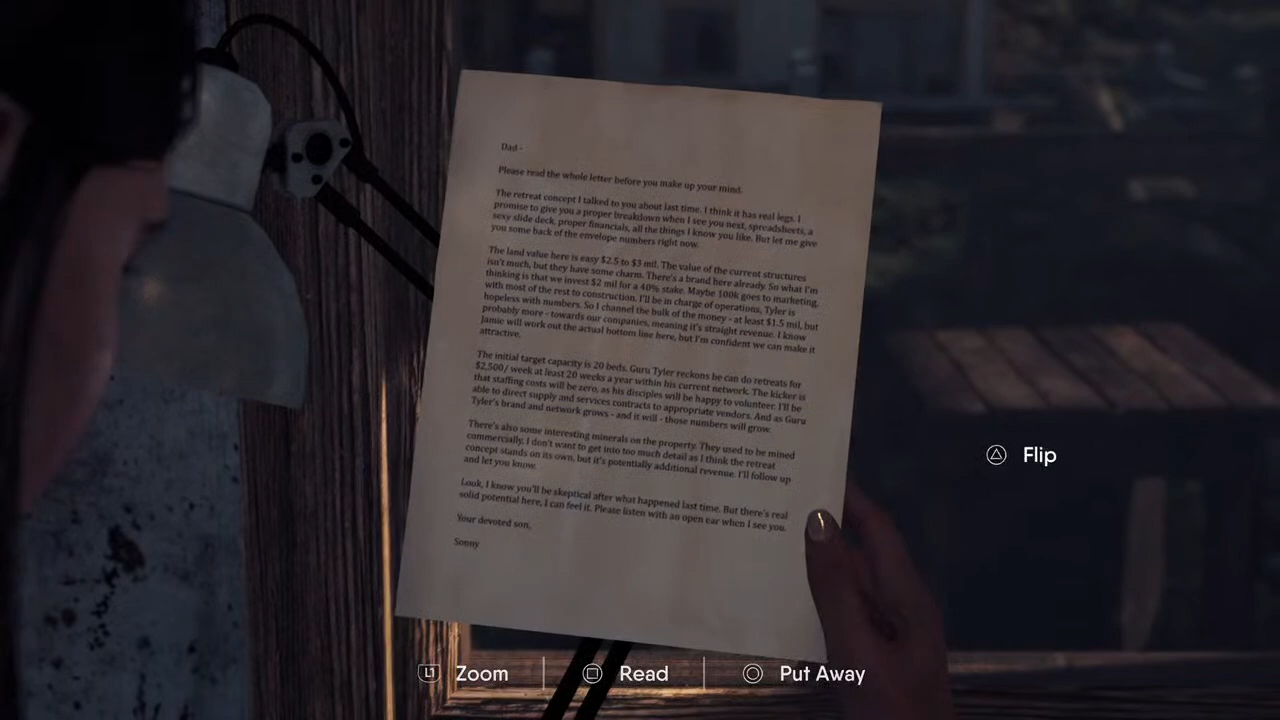 Dad -
Please read the whole letter before you make up your mind.
The retreat concept I talked to you about last time. I think it has real legs. I
promise to give you a proper breakdown when I see you next, spreadsheets, a
sexy slide deck, proper financials, all the things I know you like. But let me give
you some back of the envelope numbers right now.
The land value here is easy $2.5 to $3 mil. The value of the current structures
isn't much, but they have some charm. There's a brand here already. So what I'm
thinking is that we invest $2 mil for a 40% stake. Maybe 100k goes to marketing,
with most of the rest to construction. I'll be in charge of operations, Tyler is
hopeless with numbers. So I channel the bulk of the money - at least $1.5 mil, but
probably more - towards our companies, meaning it's straight revenue. I know
Jamie will work out the actual bottom line here, but I'm confident we can make it
attractive.
The initial target capacity is 20 beds. Guru Tyler reckons he can do retreats for
$2,500/ week at least 20 weeks a year within his current network. The kicker is
that staffing costs will be zero, as his disciples will be happy to volunteer. I'll be
able to direct supply and services contracts to appropriate vendors. And as Guru
Tyler's brand and network grows - and it will - those numbers will grow.
There's also some interesting minerals on the property. They used to be mined
commercially. I don't want to get into too much detail as I think the retreat
concept stands on its own, but it's potentially additional revenue. I'll follow up
and let you know.
Look, I know you'll be skeptical after what happened last time. But there's real
solid potential here, I can feel it. Please listen with an open ear when I see you.
Your devoted son,
Sonny
Flip
L1 Zoom
Read
Put Away